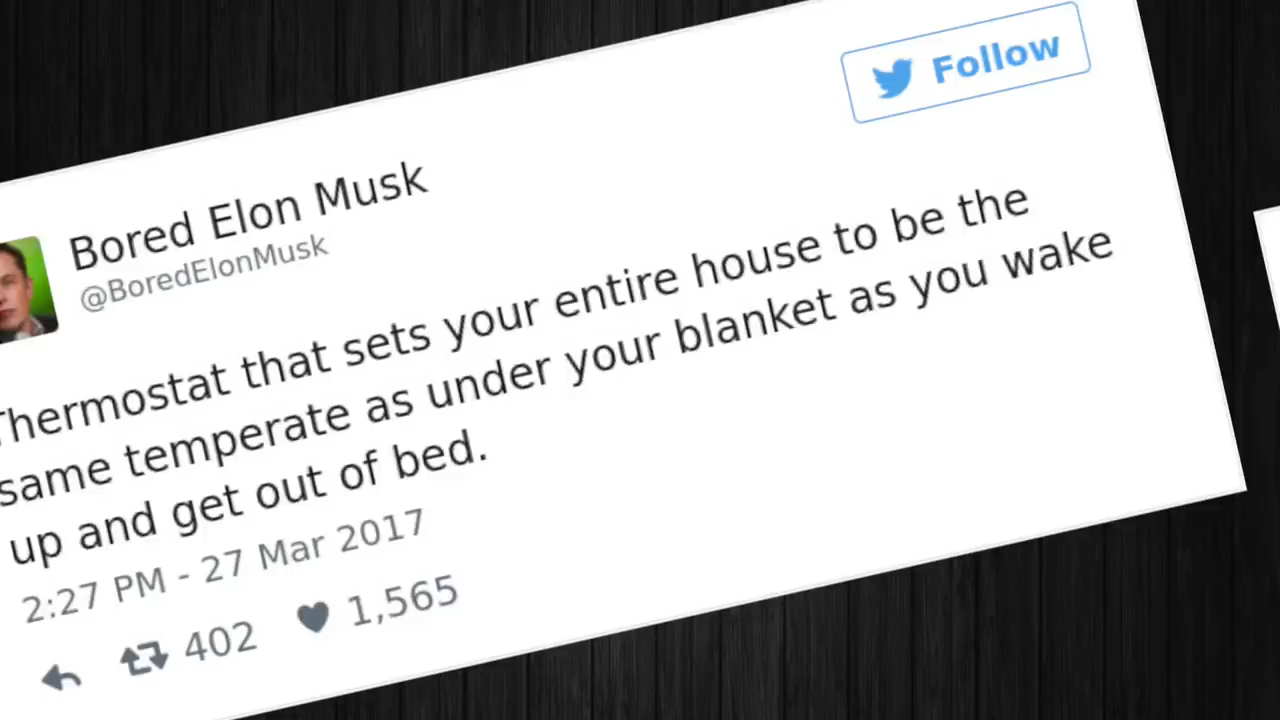 Follow
Bored Elon Musk
@BoredElonMusk
Thermostat that sets your entire house to be the
same temperate as under your blanket as you wake
up and get out of bed.
2:27 PM - 27 Mar 2017
402 1,565